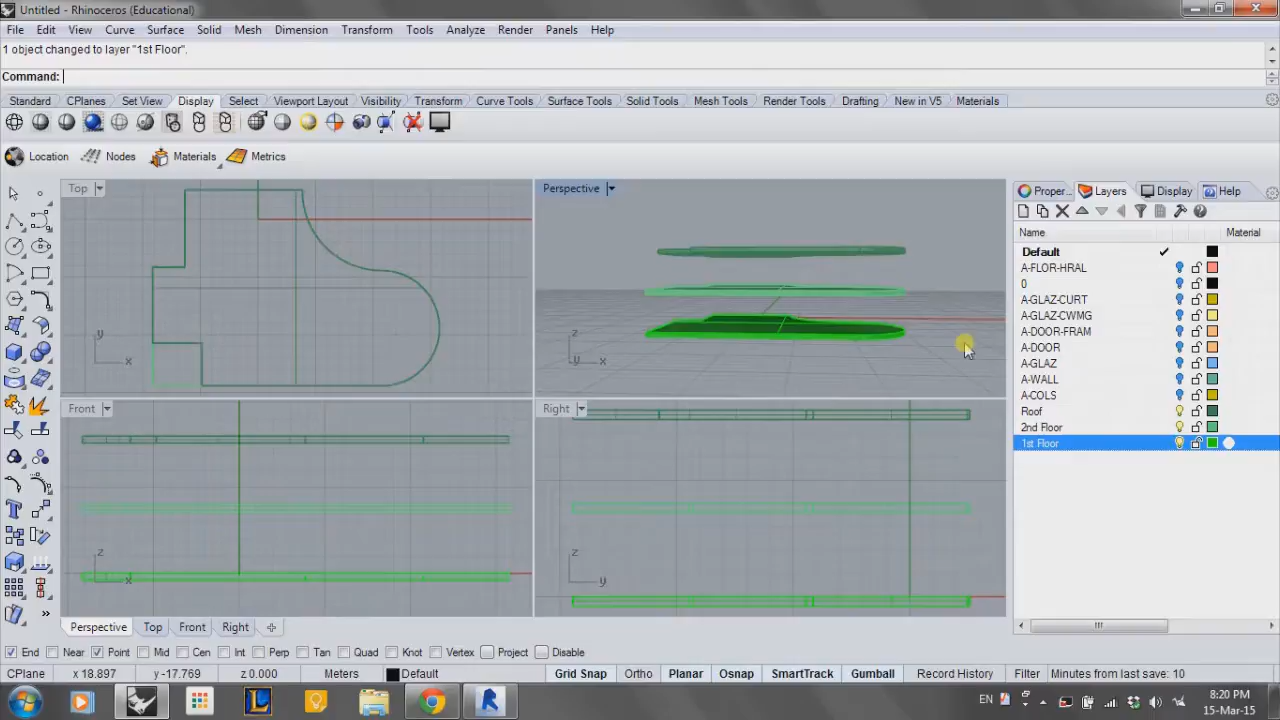 Untitled - Rhinoceros (Educational)
File Edit View Curve Surface Solid Mesh Dimension Transform Tools Analyze Render Panels Help
1 object changed to layer "1st Floor".
Command:
Standard CPlanes Set View Display Select Viewport Layout Visibility Transform Curve Tools Surface Tools Solid Tools Mesh Tools Render Tools Drafting New in V5 Materials
Location Nodes Materials Metrics
Top
Perspective
Proper... Layers Display Help
Name Material
Default
A-FLOR-HRAL
0
A-GLAZ-CURT
A-GLAZ-CWMG
A-DOOR-FRAM
A-DOOR
A-GLAZ
A-WALL
A-COLS
Roof
2nd Floor
1st Floor
y x
z y x
Front
Right
z x
z y
Perspective Top Front Right
End Near Point Mid Cen Int Perp Tan Quad Knot Vertex Project Disable
CPlane x 18.897 y -17.769 z 0.000 Meters Default Grid Snap Ortho Planar Osnap SmartTrack Gumball Record History Filter Minutes from last save: 10
EN 8:20 PM
15-Mar-15